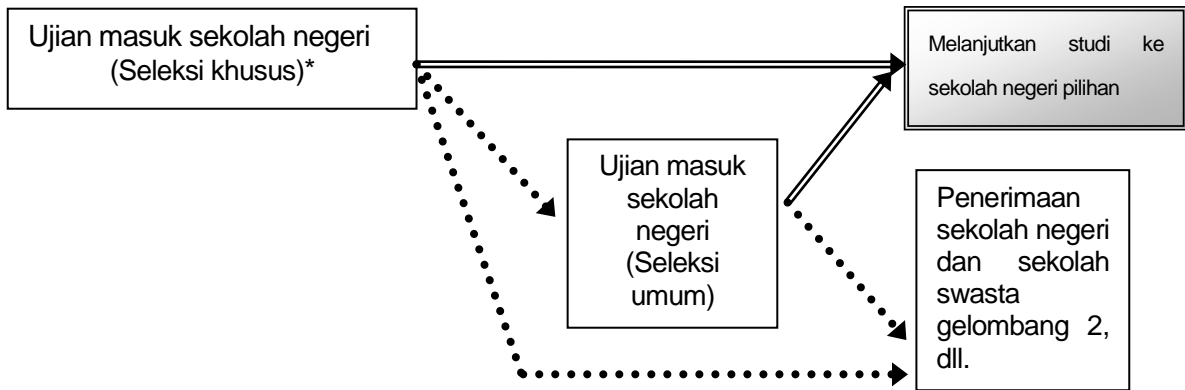 Ujian masuk sekolah negeri
(Seleksi khusus)*
Melanjutkan studi ke
sekolah negeri pilihan
Ujian masuk
sekolah
negeri
(Seleksi
umum)
Penerimaan
sekolah negeri
dan sekolah
swasta
gelombang 2,
dll.